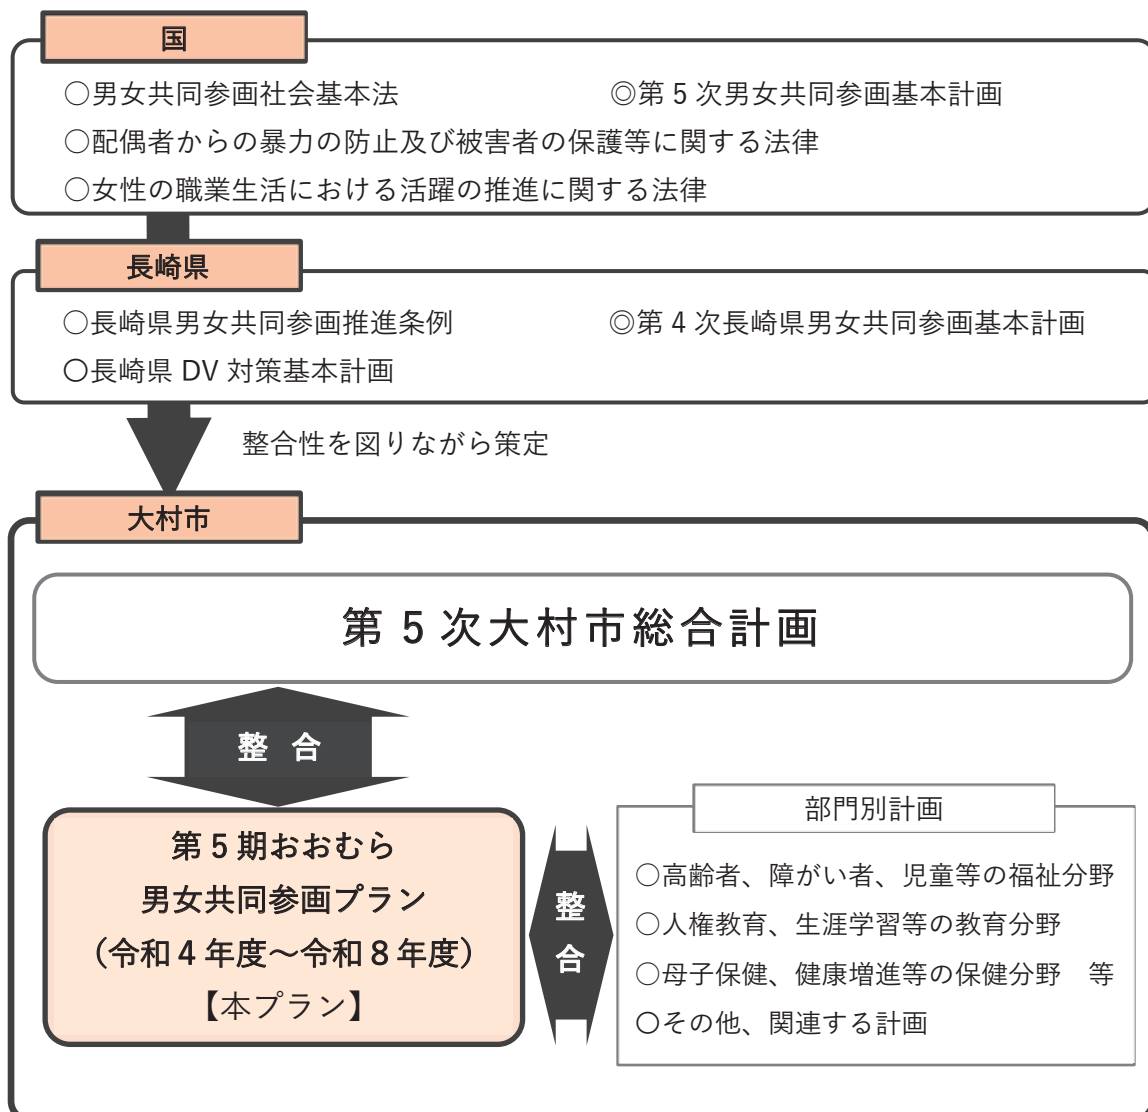 国
○男女共同参画社会基本法　◎第5次男女共同参画基本計画
○配偶者からの暴力の防止及び被害者の保護等に関する法律
○女性の職業生活における活躍の推進に関する法律
長崎県
○長崎県男女共同参画推進条例　◎第4次長崎県男女共同参画基本計画
〇長崎県 DV 対策基本計画
整合性を図りながら策定
大村市
第5次大村市総合計画
整 合
第5期おおむら
男女共同参画プラン
（令和4年度～令和8年度）
【本プラン】
整
合
部門別計画
○高齢者、障がい者、児童等の福祉分野
○人権教育、生涯学習等の教育分野
○母子保健、健康増進等の保健分野　等
〇その他、関連する計画